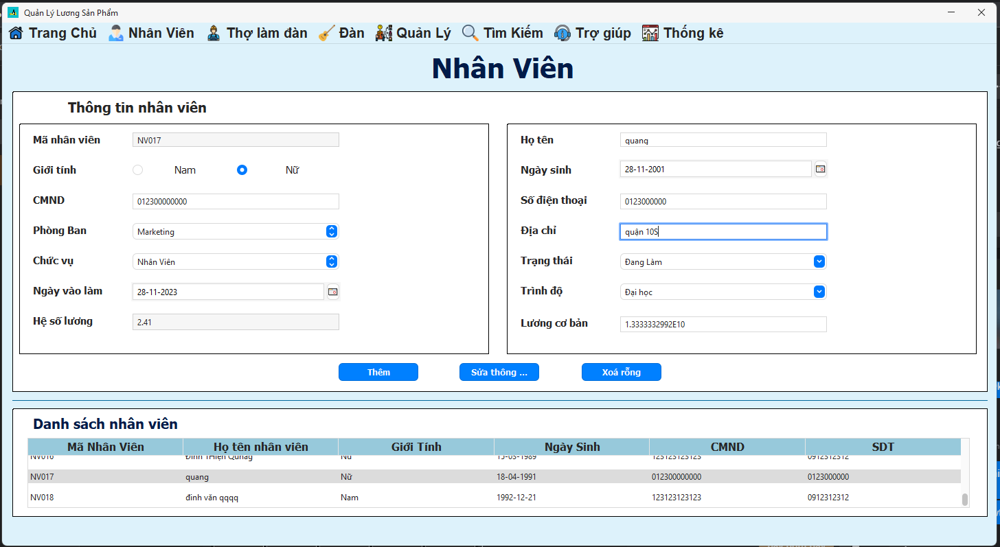 Quản Lý Lương Sản Phẩm
Trang Chủ Nhân Viên Thợ làm đàn Đàn Quản Lý Tìm Kiếm Trợ giúp Thống kê
Nhân Viên
Thông tin nhân viên
Mã nhân viên NV017
Giới tính Nam Nữ
CMND 012300000000
Phòng Ban Marketing
Chức vụ Nhân Viên
Ngày vào làm 28-11-2023
Hệ số lương 2.41
Họ tên quang
Ngày sinh 28-11-2001
Số điện thoại 0123000000
Địa chỉ quận 10S
Trạng thái Đang Làm
Trình độ Đại học
Lương cơ bản 1.3333332992E10
Thêm Sửa thông ... Xoá rỗng
Danh sách nhân viên
Mã Nhân Viên Họ tên nhân viên Giới Tính Ngày Sinh CMND SDT
NV016 Nữ 123123123123 0912312312
NV017 quang Nữ 18-04-1991 012300000000 0123000000
NV018 đinh văn qqqq Nam 1992-12-21 123123123123 0912312312